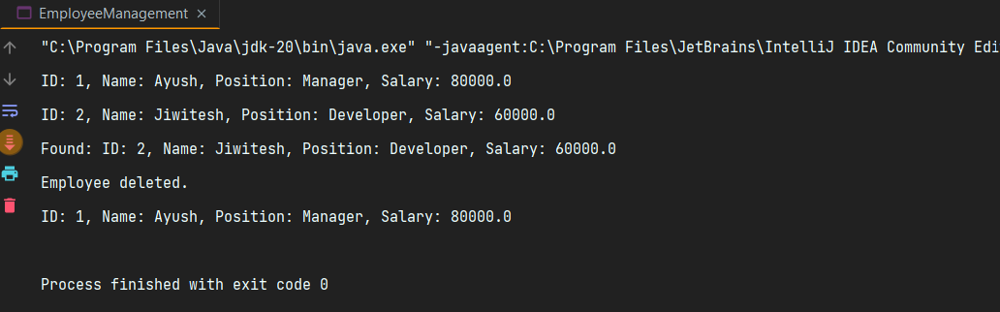 EmployeeManagement ×
"C:\Program Files\Java\jdk-20\bin\java.exe" "-javaagent:C:\Program Files\JetBrains\IntelliJ IDEA Community Edi
ID: 1, Name: Ayush, Position: Manager, Salary: 80000.0
ID: 2, Name: Jiwitesh, Position: Developer, Salary: 60000.0
Found: ID: 2, Name: Jiwitesh, Position: Developer, Salary: 60000.0
Employee deleted.
ID: 1, Name: Ayush, Position: Manager, Salary: 80000.0
Process finished with exit code 0